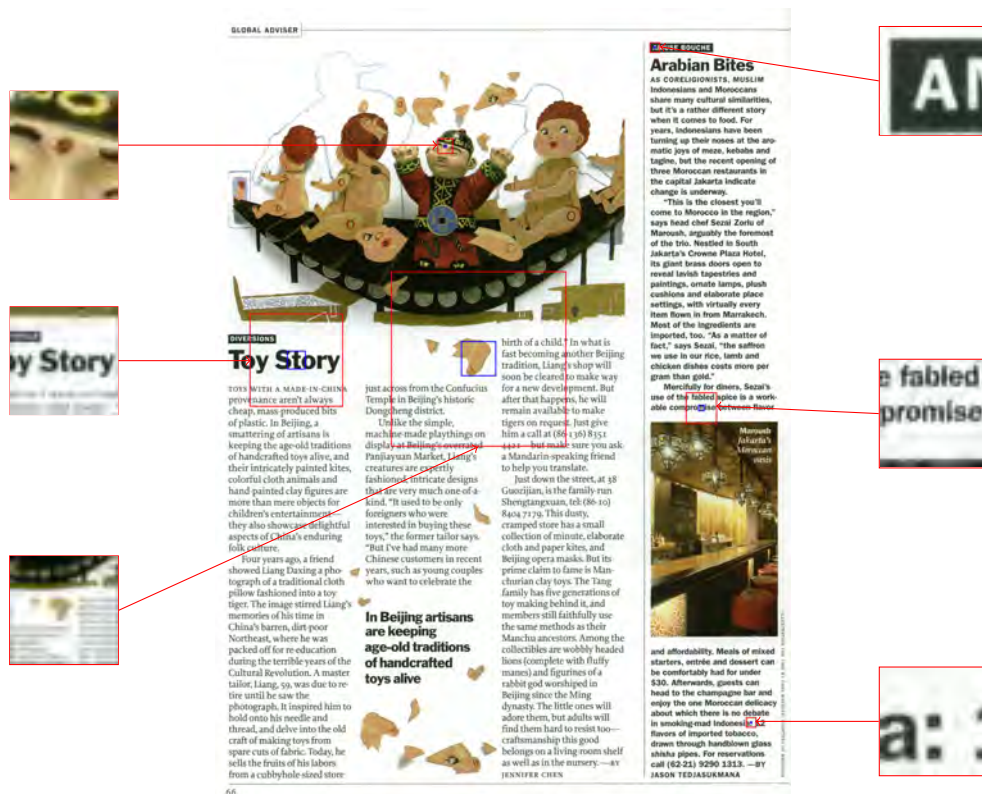 GLOBAL ADVISER
DIVERSIONS
Toy Story
TOYS WITH A MADE-IN-CHINA
provenance aren't always
cheap, mass-produced bits
of plastic. In Beijing, a
smattering of artisans is
keeping the age-old traditions
of handcrafted toys alive, and
their intricately painted kites,
colorful cloth animals and
hand-painted clay figures are
more than mere objects for
children's entertainment—
they also showcase delightful
aspects of China's enduring
folk culture.
Four years ago, a friend
showed Liang Daxing a pho-
tograph of a traditional cloth
pillow fashioned into a toy
tiger. The image stirred Liang's
memories of his time in
China's barren, dirt-poor
Northeast, where he was
packed off for re-education
during the terrible years of the
Cultural Revolution. A master
tailor, Liang, 59, was due to re-
tire until he saw the
photograph. It inspired him to
hold onto his needle and
thread, and delve into the old
craft of making toys from
spare cuts of fabric. Today, he
sells the fruits of his labors
from a cubbyhole-sized store
just across from the Confucius
Temple in Beijing's historic
Dongcheng district.
Unlike the simple,
machine-made playthings on
display at Beijing's overrated
Panjiayuan Market, Liang's
creatures are expertly
fashioned, intricate designs
that are very much one-of-a-
kind. "It used to be only
foreigners who were
interested in buying these
toys," the former tailor says.
"But I've had many more
Chinese customers in recent
years, such as young couples
who want to celebrate the
In Beijing artisans
are keeping
age-old traditions
of handcrafted
toys alive
birth of a child." In what is
fast becoming another Beijing
tradition, Liang's shop will
soon be cleared to make way
for a new development. But
after that happens, he will
remain available to make
tigers on request. Just give
him a call at (86-136) 8351
4421—but make sure you ask
a Mandarin-speaking friend
to help you translate.
Just down the street, at 38
Guozijian, is the family-run
Shengtangxuan, tel: (86-10)
8404 7179. This dusty,
cramped store has a small
collection of minute, elaborate
cloth and paper kites, and
Beijing opera masks. But its
prime claim to fame is Man-
churian clay toys. The Tang
family has five generations of
toy making behind it, and
members still faithfully use
the same methods as their
Manchu ancestors. Among the
collectibles are wobbly headed
lions (complete with fluffy
manes) and figurines of a
rabbit god worshiped in
Beijing since the Ming
dynasty. The little ones will
adore them, but adults will
find them hard to resist too—
craftsmanship this good
belongs on a living-room shelf
as well as in the nursery. —BY
JENNIFER CHEN
AMUSE BOUCHE
Arabian Bites
AS CORELIGIONISTS, MUSLIM
Indonesians and Moroccans
share many cultural similarities,
but it's a rather different story
when it comes to food. For
years, Indonesians have been
turning up their noses at the aro-
matic joys of meze, kebabs and
tagine, but the recent opening of
three Moroccan restaurants in
the capital Jakarta indicate
change is underway.
"This is the closest you'll
come to Morocco in the region,"
says head chef Sezai Zorlu of
Maroush, arguably the foremost
of the trio. Nestled in South
Jakarta's Crowne Plaza Hotel,
its giant brass doors open to
reveal lavish tapestries and
paintings, ornate lamps, plush
cushions and elaborate place
settings, with virtually every
item flown in from Marrakech.
Most of the ingredients are
imported, too. "As a matter of
fact," says Sezai, "the saffron
we use in our rice, lamb and
chicken dishes costs more per
gram than gold."
Mercifully for diners, Sezai's
use of the fabled spice is a work-
able compromise between flavor
Maroush
Jakarta's
Moroccan
oasis
and affordability. Meals of mixed
starters, entrée and dessert can
be comfortably had for under
$30. Afterwards, guests can
head to the champagne bar and
enjoy the one Moroccan delicacy
about which there is no debate
in smoking-mad Indonesia: 12
flavors of imported tobacco,
drawn through handblown glass
shisha pipes. For reservations
call (62-21) 9290 1313. —BY
JASON TEDJASUKMANA
66
AM
y Story
e fabled
promise
a: